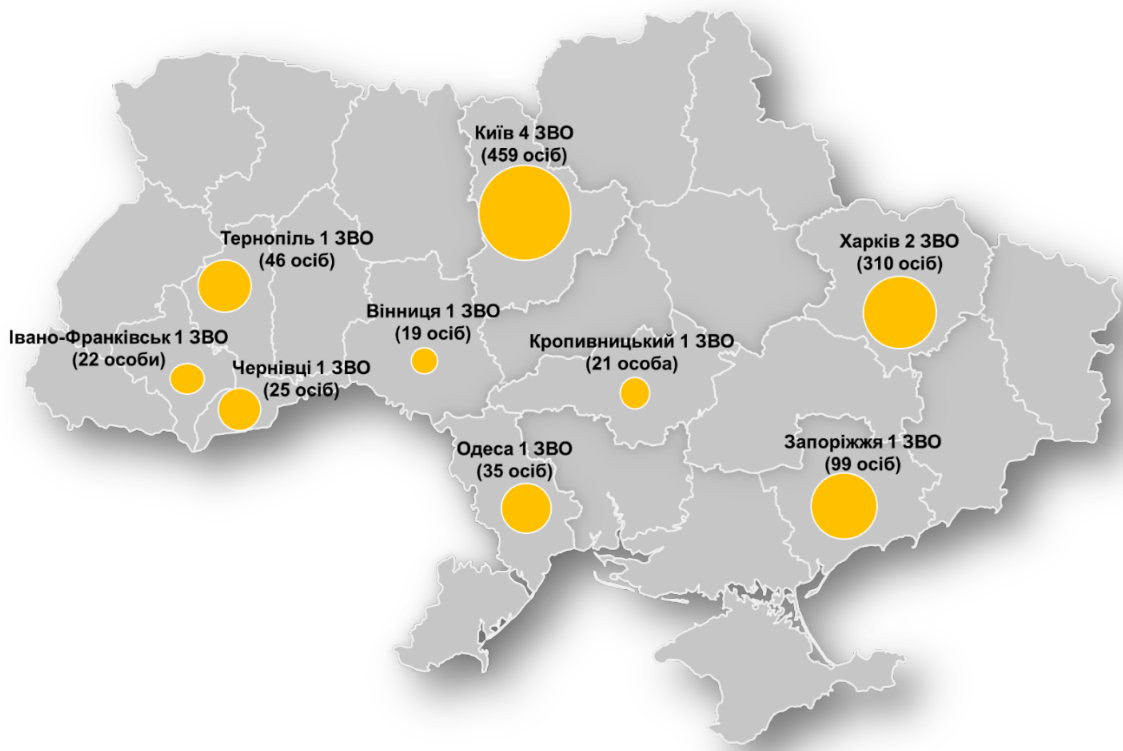 Київ 4 ЗВО
(459 осіб)
Тернопіль 1 ЗВО
(46 осіб)
Харків 2 ЗВО
(310 осіб)
Вінниця 1 ЗВО
(19 осіб)
Івано-Франківськ 1 ЗВО
(22 особи)
Кропивницький 1 ЗВО
(21 особа)
Чернівці 1 ЗВО
(25 осіб)
Одеса 1 ЗВО
(35 осіб)
Запоріжжя 1 ЗВО
(99 осіб)